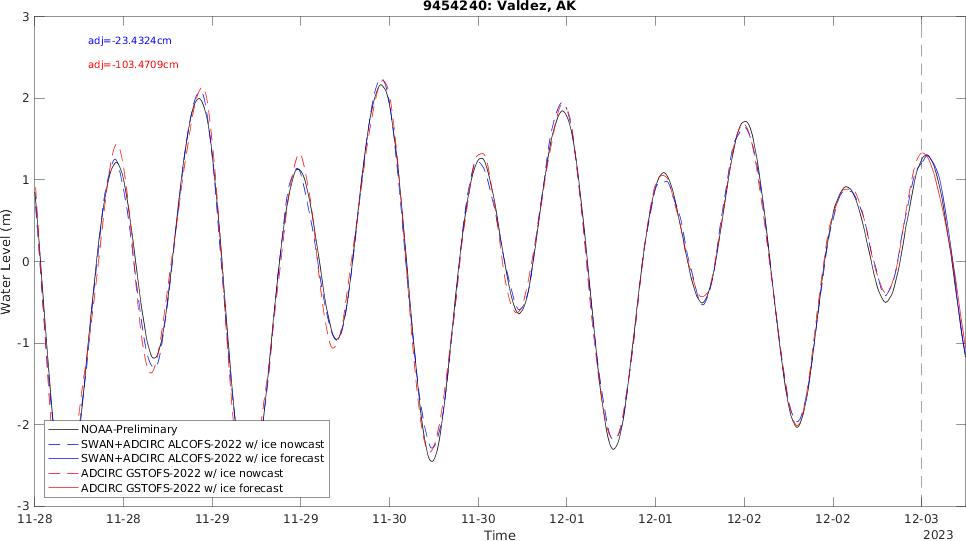 9454240: Valdez, AK
adj=-23.4324cm
adj=-103.4709cm
Water Level (m)
3
2
1
0
-1
-2
-3
NOAA-Preliminary
SWAN+ADCIRC ALCOFS-2022 w/ ice nowcast
SWAN+ADCIRC ALCOFS-2022 w/ ice forecast
ADCIRC GSTOFS-2022 w/ ice nowcast
ADCIRC GSTOFS-2022 w/ ice forecast
11-28 11-28 11-29 11-29 11-30 11-30 12-01 12-01 12-02 12-02 12-03
Time
2023